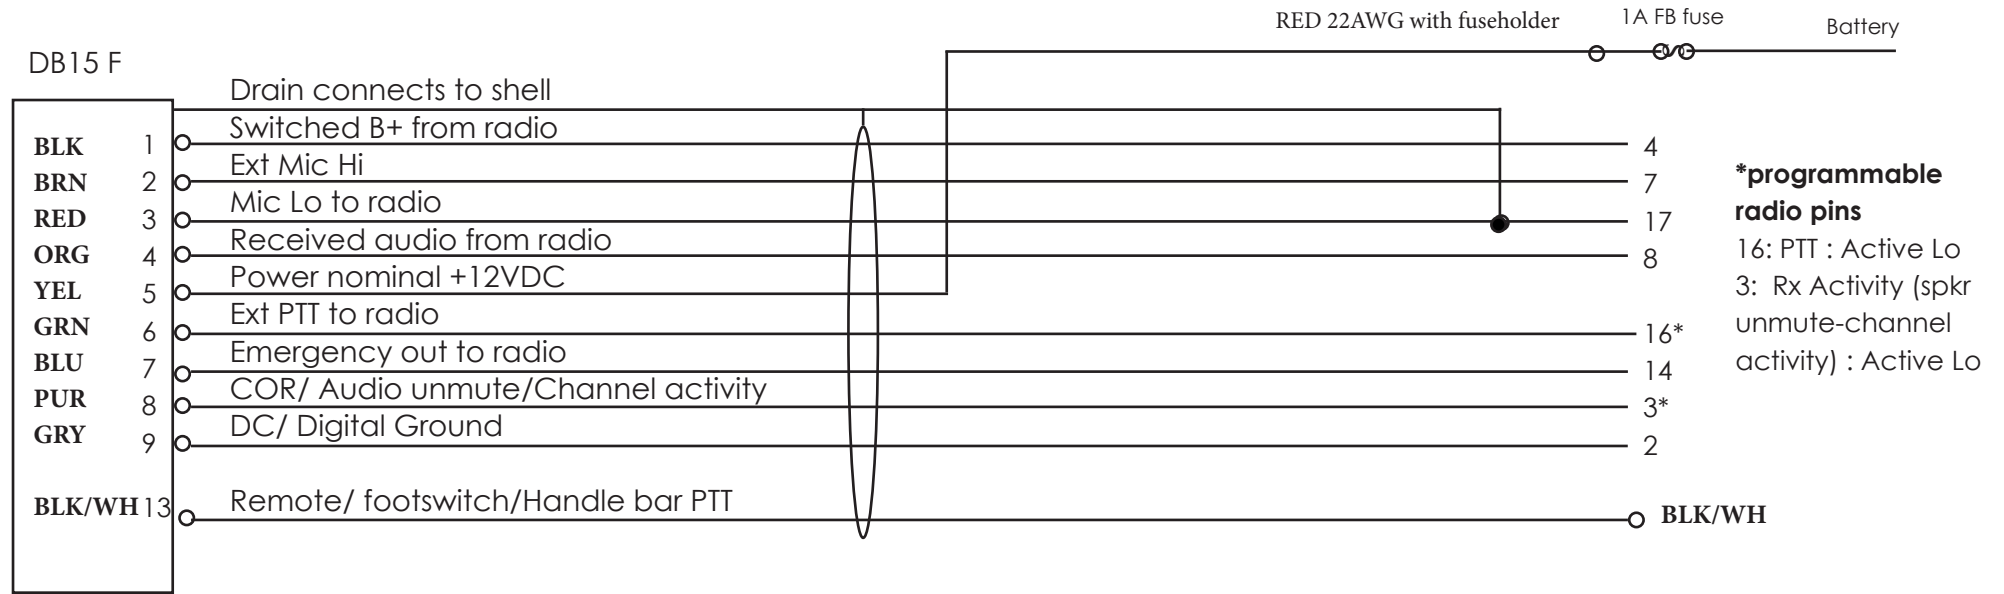 RED 22AWG with fuseholder
1A FB fuse
Battery
DB15 F
Drain connects to shell
BLK 1 Switched B+ from radio 4
BRN 2 Ext Mic Hi 7
RED 3 Mic Lo to radio 17
ORG 4 Received audio from radio 8
YEL 5 Power nominal +12VDC
GRN 6 Ext PTT to radio 16*
BLU 7 Emergency out to radio 14
PUR 8 COR/ Audio unmute/Channel activity 3*
GRY 9 DC/ Digital Ground 2
BLK/WH 13 Remote/ footswitch/Handle bar PTT BLK/WH
*programmable
radio pins
16: PTT : Active Lo
3: Rx Activity (spkr
unmute-channel
activity) : Active Lo